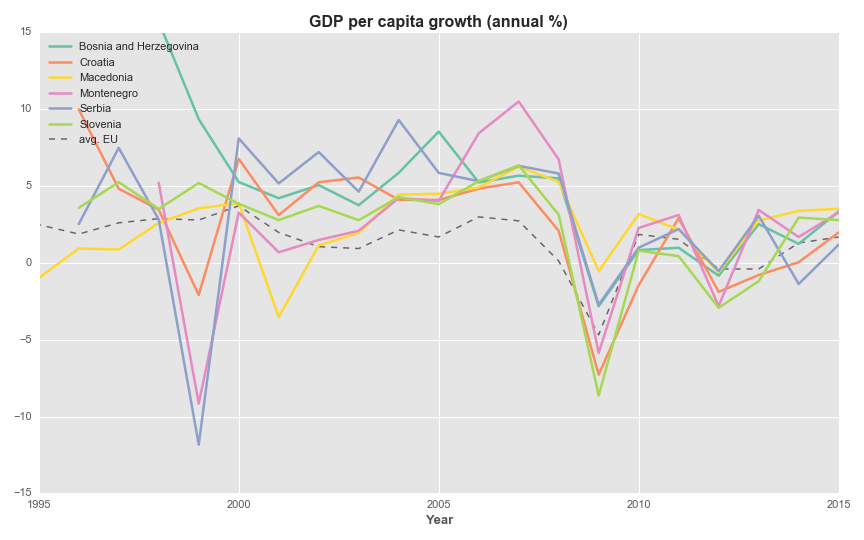 GDP per capita growth (annual %)
15
10
5
0
−5
−10
−15
Bosnia and Herzegovina
Croatia
Macedonia
Montenegro
Serbia
Slovenia
avg. EU
1995
2000
2005
2010
2015
Year